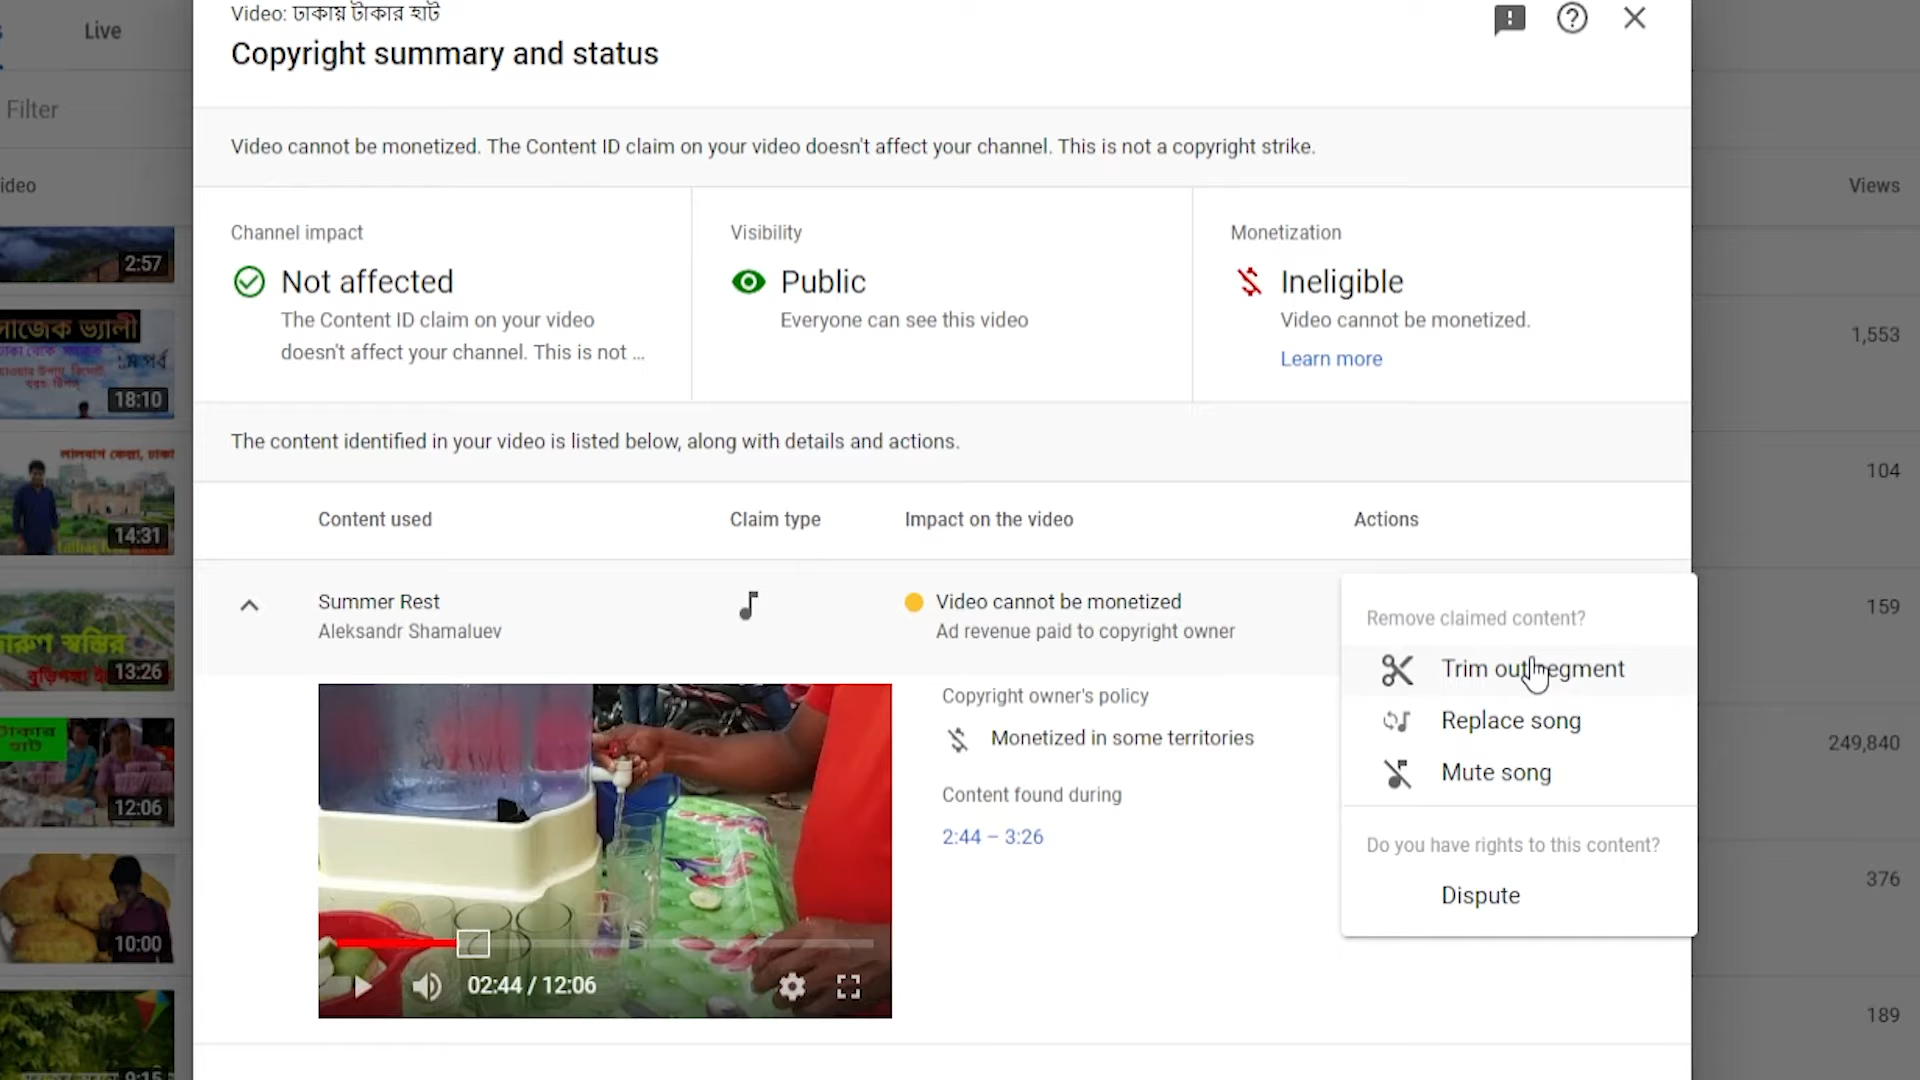 Video: ঢাকায় টাকার হাট
Copyright summary and status
Live
Filter
ideo
Views
Video cannot be monetized. The Content ID claim on your video doesn't affect your channel. This is not a copyright strike.
Channel impact
Not affected
The Content ID claim on your video
doesn't affect your channel. This is not ...
Visibility
Public
Everyone can see this video
Monetization
Ineligible
Video cannot be monetized.
Learn more
The content identified in your video is listed below, along with details and actions.
Content used
Claim type
Impact on the video
Actions
Summer Rest
Aleksandr Shamaluev
Video cannot be monetized
Ad revenue paid to copyright owner
Copyright owner's policy
Monetized in some territories
Content found during
2:44 – 3:26
02:44 / 12:06
Remove claimed content?
Trim out segment
Replace song
Mute song
Do you have rights to this content?
Dispute
2:57
সাজেক ভ্যালী
18:10
1,553
লালবাগ কেল্লা, ঢাকা
14:31
104
স্বস্তির
13:26
159
টাকার
হাট
12:06
249,840
10:00
376
9:15
189